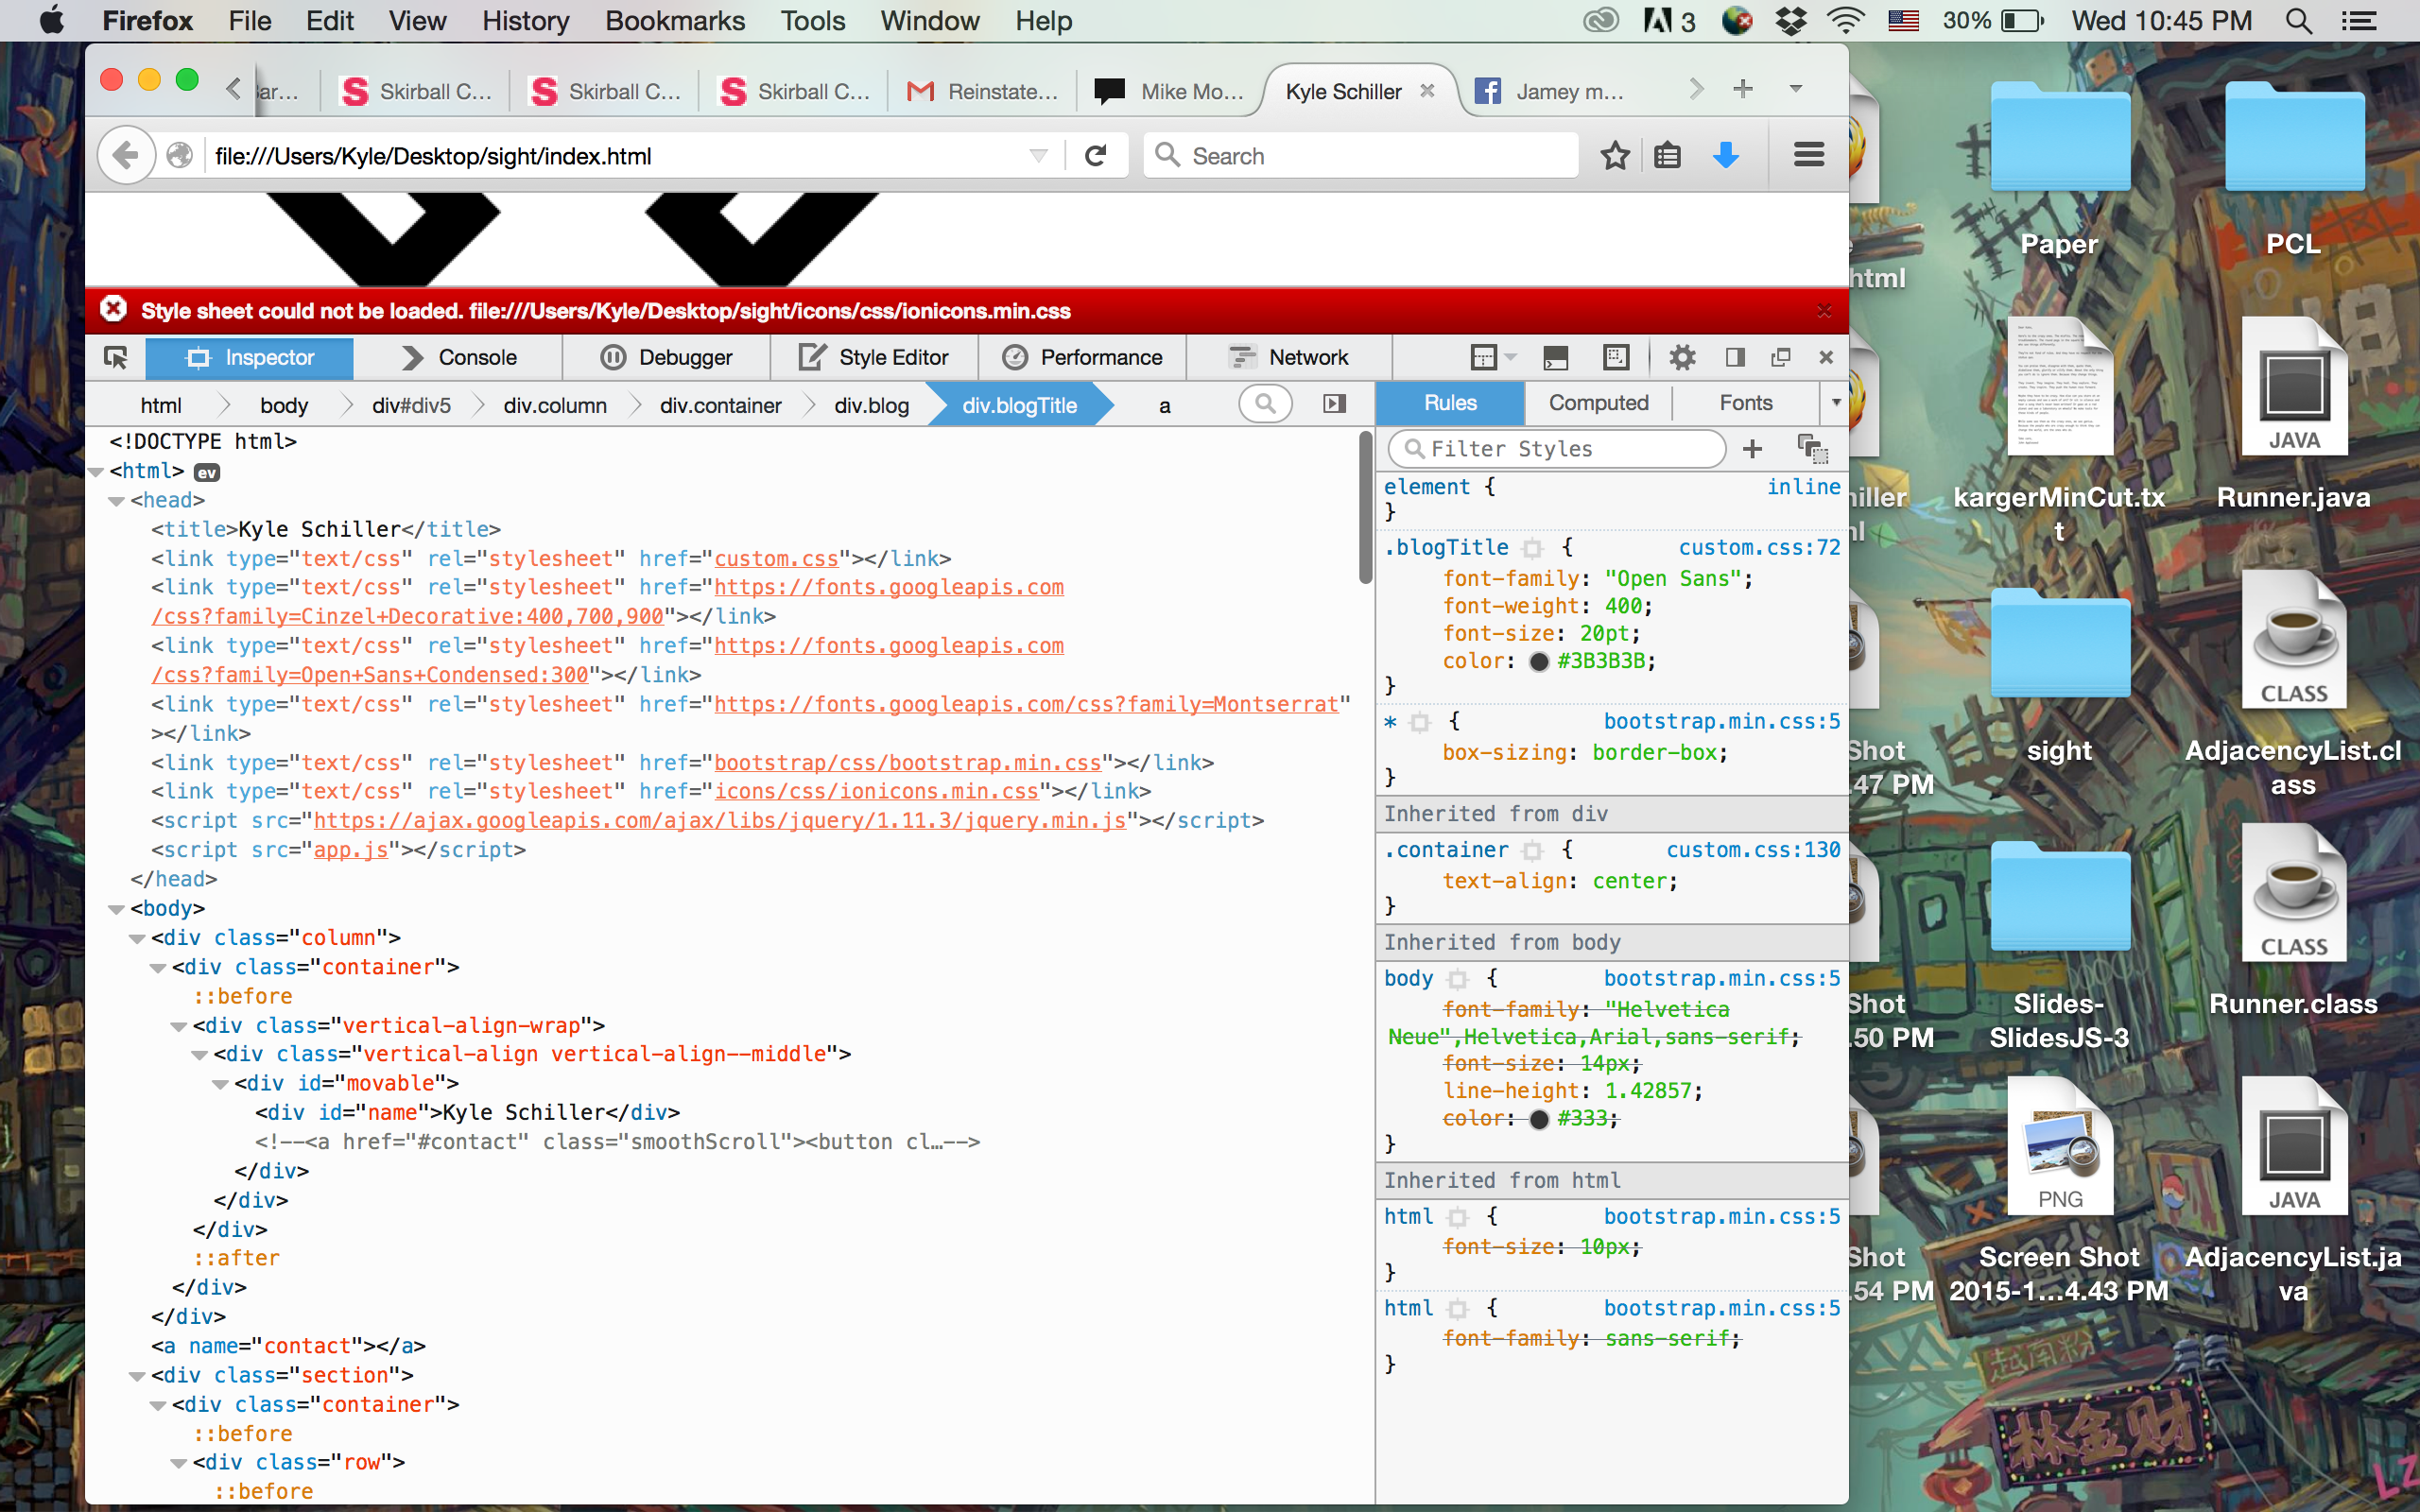 Firefox File Edit View History Bookmarks Tools Window Help
3 30% Wed 10:45 PM
ar... Skirball C... Skirball C... Skirball C... Reinstate... Mike Mo... Kyle Schiller Jamey m...
file:///Users/Kyle/Desktop/sight/index.html
Search
Style sheet could not be loaded. file:///Users/Kyle/Desktop/sight/icons/css/ionicons.min.css
Inspector Console Debugger Style Editor Performance Network
html body div#div5 div.column div.container div.blog div.blogTitle a
<!DOCTYPE html>
<html> ev
<head>
<title>Kyle Schiller</title>
<link type="text/css" rel="stylesheet" href="custom.css"></link>
<link type="text/css" rel="stylesheet" href="https://fonts.googleapis.com
/css?family=Cinzel+Decorative:400,700,900"></link>
<link type="text/css" rel="stylesheet" href="https://fonts.googleapis.com
/css?family=Open+Sans+Condensed:300"></link>
<link type="text/css" rel="stylesheet" href="https://fonts.googleapis.com/css?family=Montserrat"
></link>
<link type="text/css" rel="stylesheet" href="bootstrap/css/bootstrap.min.css"></link>
<link type="text/css" rel="stylesheet" href="icons/css/ionicons.min.css"></link>
<script src="https://ajax.googleapis.com/ajax/libs/jquery/1.11.3/jquery.min.js"></script>
<script src="app.js"></script>
</head>
<body>
<div class="column">
<div class="container">
::before
<div class="vertical-align-wrap">
<div class="vertical-align vertical-align--middle">
<div id="movable">
<div id="name">Kyle Schiller</div>
<!--<a href="#contact" class="smoothScroll"><button cl…-->
</div>
</div>
</div>
::after
</div>
</div>
<a name="contact"></a>
<div class="section">
<div class="container">
::before
<div class="row">
::before
Rules Computed Fonts
Filter Styles
element { inline
}
.blogTitle { custom.css:72
font-family: "Open Sans";
font-weight: 400;
font-size: 20pt;
color: #3B3B3B;
}
* { bootstrap.min.css:5
box-sizing: border-box;
}
Inherited from div
.container { custom.css:130
text-align: center;
}
Inherited from body
body { bootstrap.min.css:5
font-family: "Helvetica
Neue",Helvetica,Arial,sans-serif;
font-size: 14px;
line-height: 1.42857;
color: #333;
}
Inherited from html
html { bootstrap.min.css:5
font-size: 10px;
}
html { bootstrap.min.css:5
font-family: sans-serif;
}
html
Paper
PCL
JAVA
hiller
kargerMinCut.tx
t
Runner.java
CLASS
Shot
.47 PM
sight
AdjacencyList.cl
ass
CLASS
Shot
.50 PM
Slides-
SlidesJS-3
Runner.class
PNG
JAVA
Shot
.54 PM
Screen Shot
2015-1...4.43 PM
AdjacencyList.ja
va
越南粉
林金财
LZ